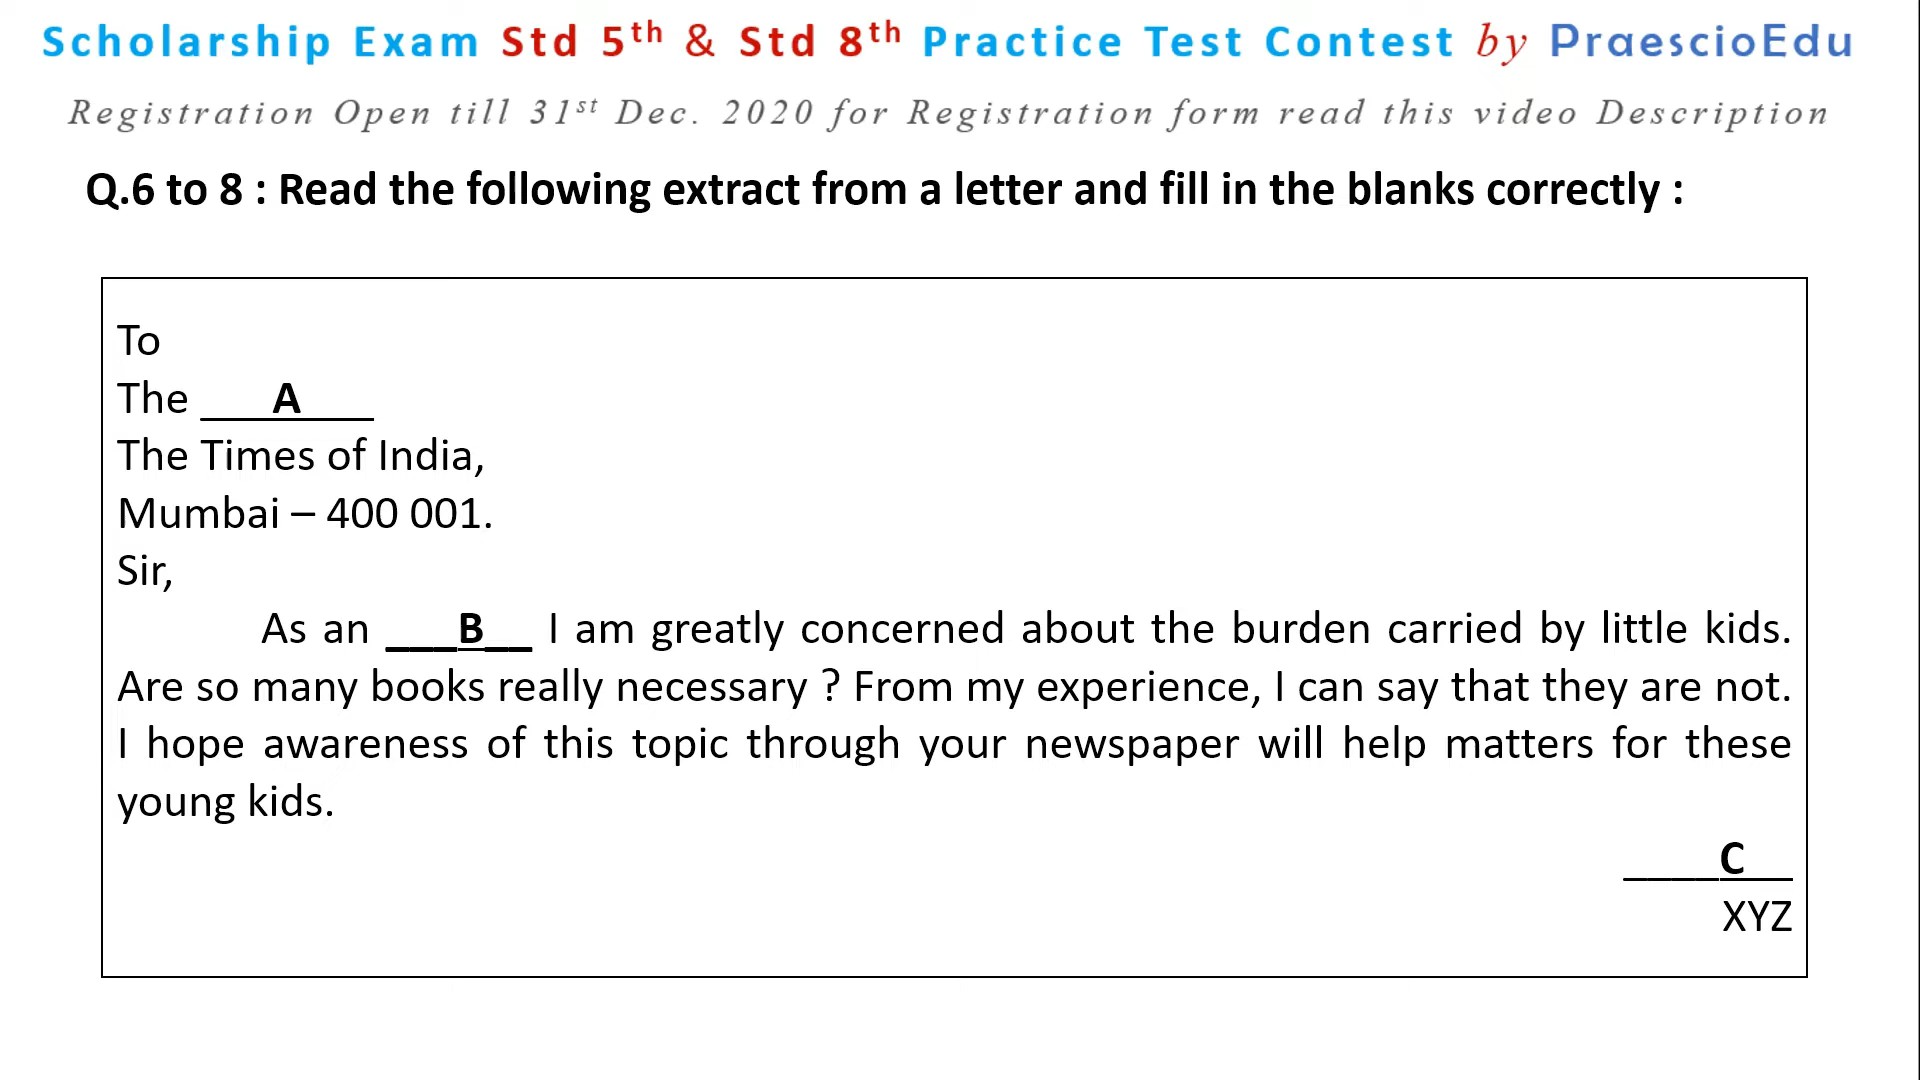 Scholarship Exam Std 5th & Std 8th Practice Test Contest by PraescioEdu
Registration Open till 31st Dec. 2020 for Registration form read this video Description
Q.6 to 8 : Read the following extract from a letter and fill in the blanks correctly :
To
The ___A___
The Times of India,
Mumbai – 400 001.
Sir,
As an ___B__ I am greatly concerned about the burden carried by little kids.
Are so many books really necessary ? From my experience, I can say that they are not.
I hope awareness of this topic through your newspaper will help matters for these
young kids.
____C__
XYZ